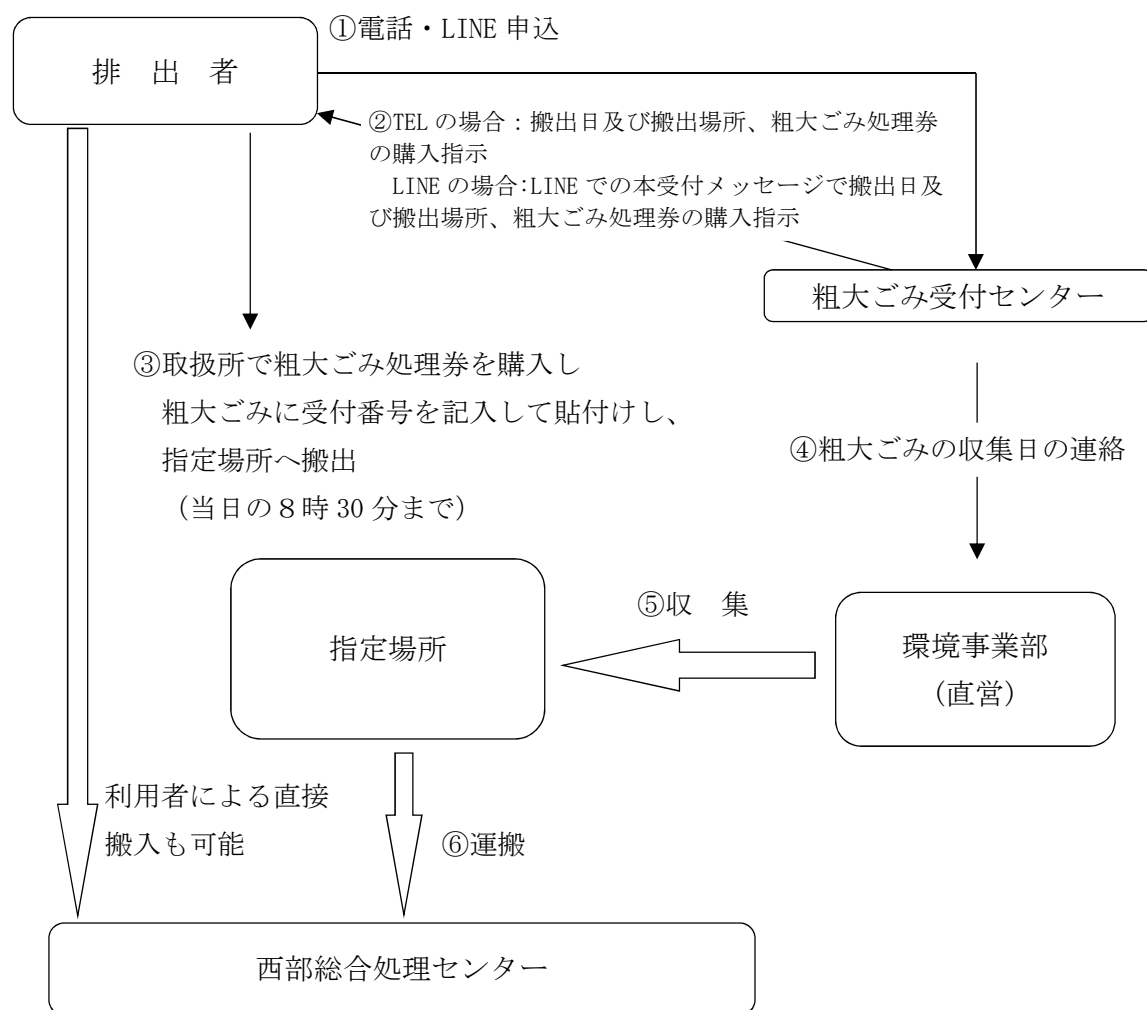 ①電話・LINE 申込
排　出　者
②TEL の場合：搬出日及び搬出場所、粗大ごみ処理券
の購入指示
　LINE の場合:LINE での本受付メッセージで搬出日及
び搬出場所、粗大ごみ処理券の購入指示
粗大ごみ受付センター
③取扱所で粗大ごみ処理券を購入し
粗大ごみに受付番号を記入して貼付けし、
指定場所へ搬出
（当日の８時 30 分まで）
④粗大ごみの収集日の連絡
⑤収　集
指定場所
環境事業部
（直営）
利用者による直接
搬入も可能
⑥運搬
西部総合処理センター